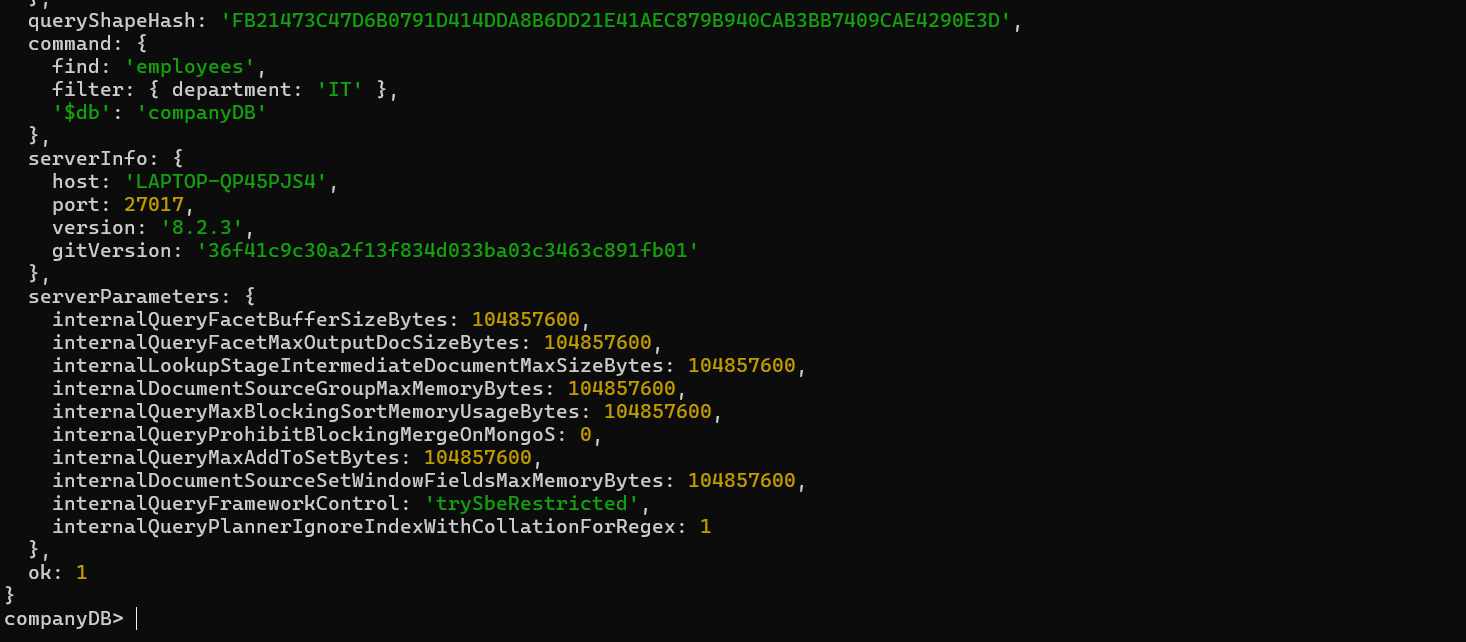 },
  queryShapeHash: 'FB21473C47D6B0791D414DDA8B6DD21E41AEC879B940CAB3BB7409CAE4290E3D',
  command: {
    find: 'employees',
    filter: { department: 'IT' },
    '$db': 'companyDB'
  },
  serverInfo: {
    host: 'LAPTOP-QP45PJS4',
    port: 27017,
    version: '8.2.3',
    gitVersion: '36f41c9c30a2f13f834d033ba03c3463c891fb01'
  },
  serverParameters: {
    internalQueryFacetBufferSizeBytes: 104857600,
    internalQueryFacetMaxOutputDocSizeBytes: 104857600,
    internalLookupStageIntermediateDocumentMaxSizeBytes: 104857600,
    internalDocumentSourceGroupMaxMemoryBytes: 104857600,
    internalQueryMaxBlockingSortMemoryUsageBytes: 104857600,
    internalQueryProhibitBlockingMergeOnMongoS: 0,
    internalQueryMaxAddToSetBytes: 104857600,
    internalDocumentSourceSetWindowFieldsMaxMemoryBytes: 104857600,
    internalQueryFrameworkControl: 'trySbeRestricted',
    internalQueryPlannerIgnoreIndexWithCollationForRegex: 1
  },
  ok: 1
}
companyDB>